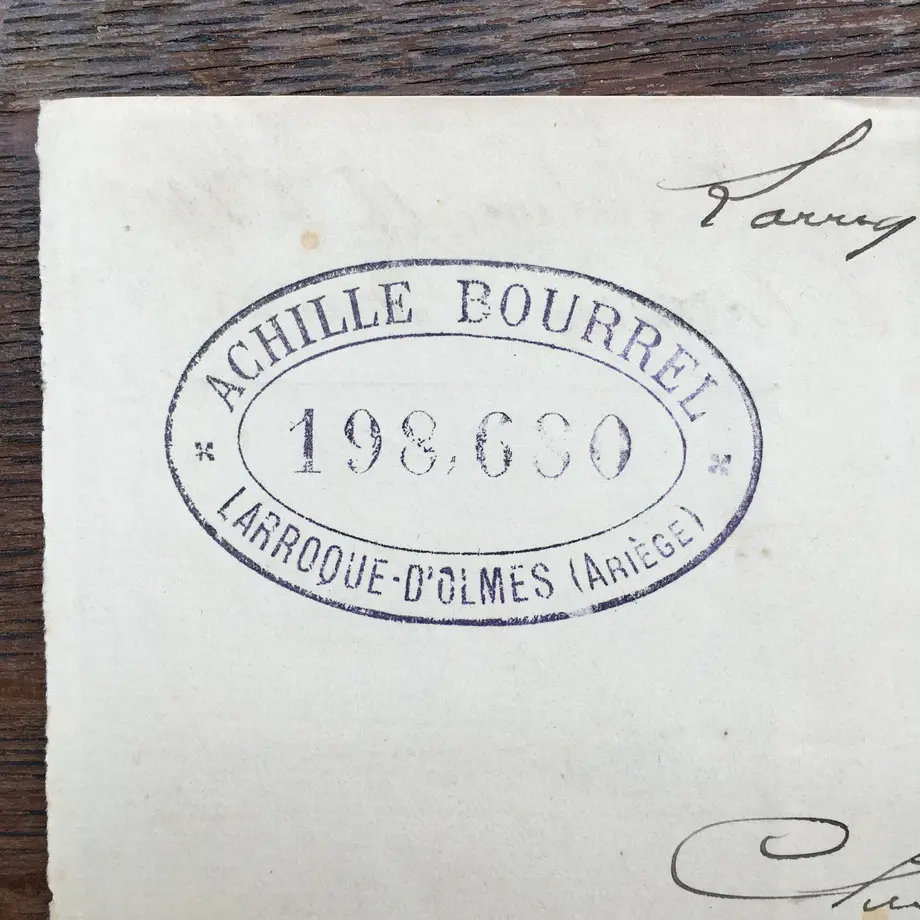 ACHILLE BOURREL
198,680
LARROQUE-D'OLMES (ARIÈGE)